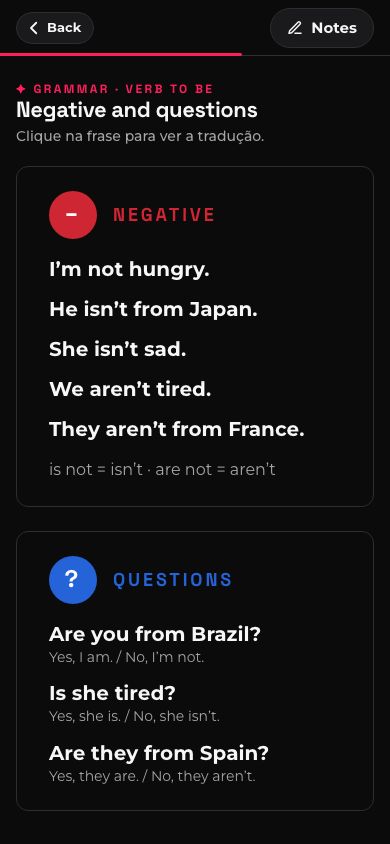 Back
Notes
✦ GRAMMAR · VERB TO BE
Negative and questions
Clique na frase para ver a tradução.
– NEGATIVE
I’m not hungry.
He isn’t from Japan.
She isn’t sad.
We aren’t tired.
They aren’t from France.
is not = isn’t · are not = aren’t
? QUESTIONS
Are you from Brazil?
Yes, I am. / No, I’m not.
Is she tired?
Yes, she is. / No, she isn’t.
Are they from Spain?
Yes, they are. / No, they aren’t.